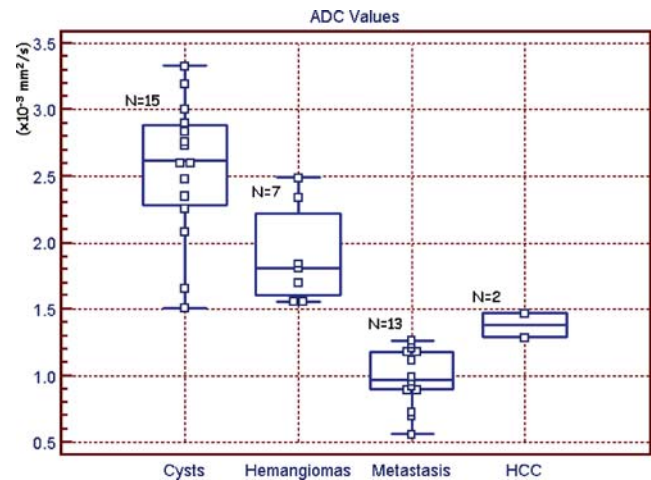 ADC Values
(x10⁻³ mm²/s)
3.5
3.0
2.5
2.0
1.5
1.0
0.5
N=15
N=7
N=13
N=2
Cysts Hemangiomas Metastasis HCC